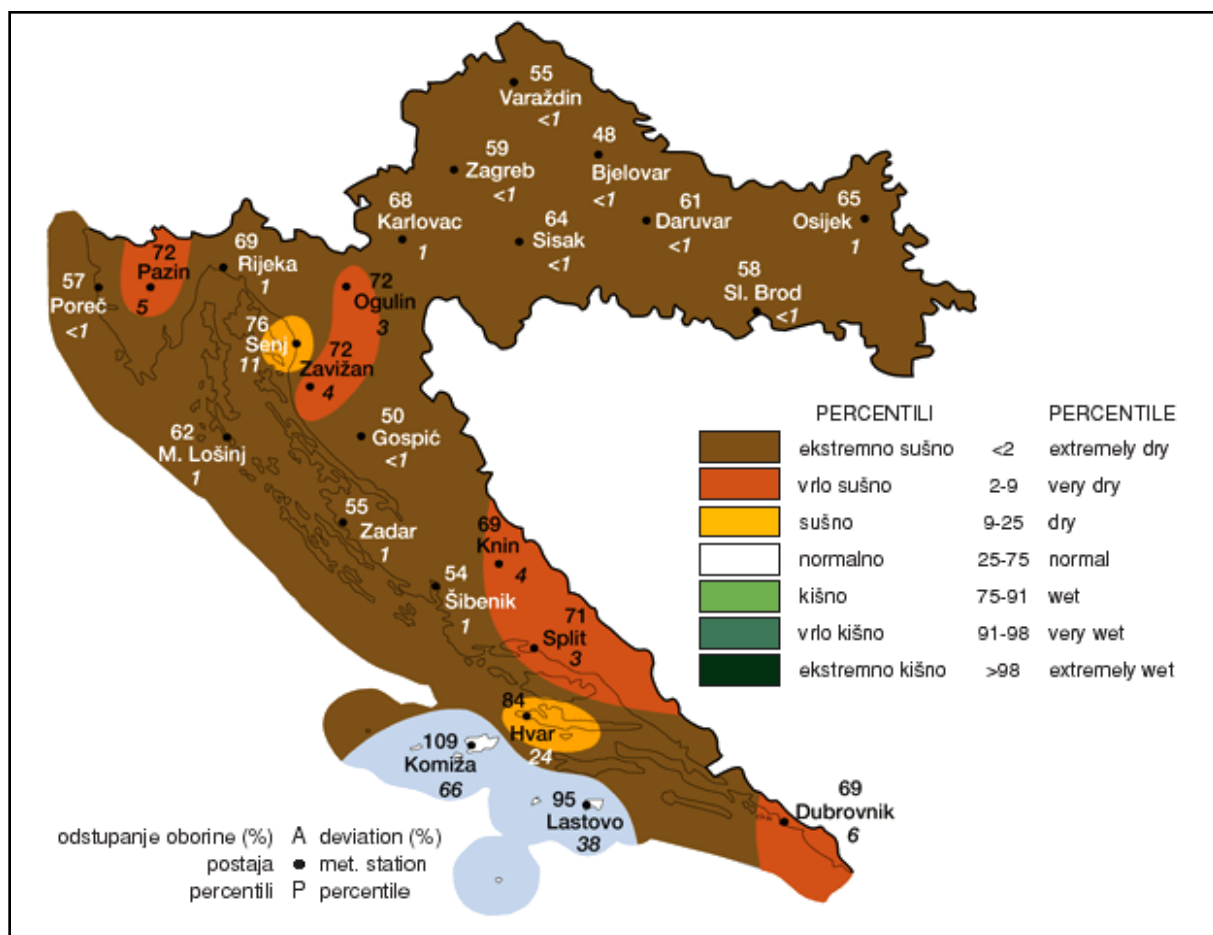 55
Varaždin
<1
48
Bjelovar
<1
59
Zagreb
<1
68
Karlovac
1
64
Sisak
<1
61
Daruvar
<1
65
Osijek
1
58
Sl. Brod
<1
57
Poreč
<1
72
Pazin
5
69
Rijeka
1
72
Ogulin
3
76
Senj
11
72
Zavižan
4
50
Gospić
<1
62
M. Lošinj
1
55
Zadar
1
69
Knin
4
54
Šibenik
1
71
Split
3
84
Hvar
24
109
Komiža
66
95
Lastovo
38
69
Dubrovnik
6
PERCENTILI PERCENTILE
ekstremno sušno <2 extremely dry
vrlo sušno 2-9 very dry
sušno 9-25 dry
normalno 25-75 normal
kišno 75-91 wet
vrlo kišno 91-98 very wet
ekstremno kišno >98 extremely wet
odstupanje oborine (%) A deviation (%)
postaja ● met. station
percentili P percentile